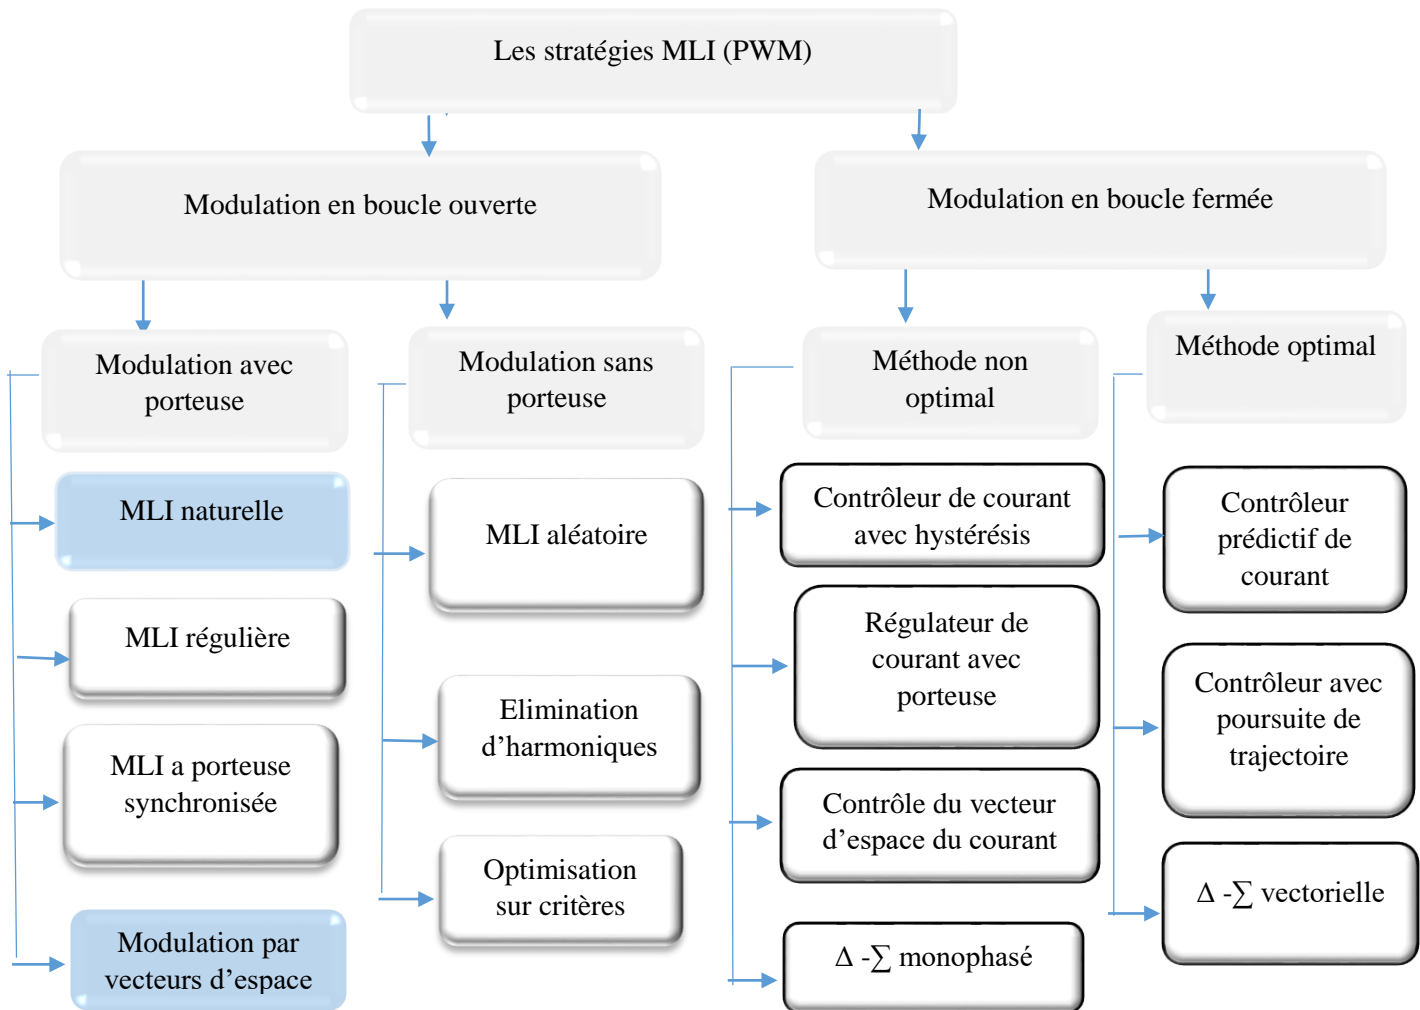 Les stratégies MLI (PWM)
Modulation en boucle ouverte
Modulation en boucle fermée
Modulation avec
porteuse
Modulation sans
porteuse
Méthode non
optimal
Méthode optimal
MLI naturelle
MLI régulière
MLI a porteuse
synchronisée
Modulation par
vecteurs d’espace
MLI aléatoire
Elimination
d’harmoniques
Optimisation
sur critères
Contrôleur de courant
avec hystérésis
Régulateur de
courant avec
porteuse
Contrôle du vecteur
d’espace du courant
Δ -∑ monophasé
Contrôleur
prédictif de
courant
Contrôleur avec
poursuite de
trajectoire
Δ -∑ vectorielle